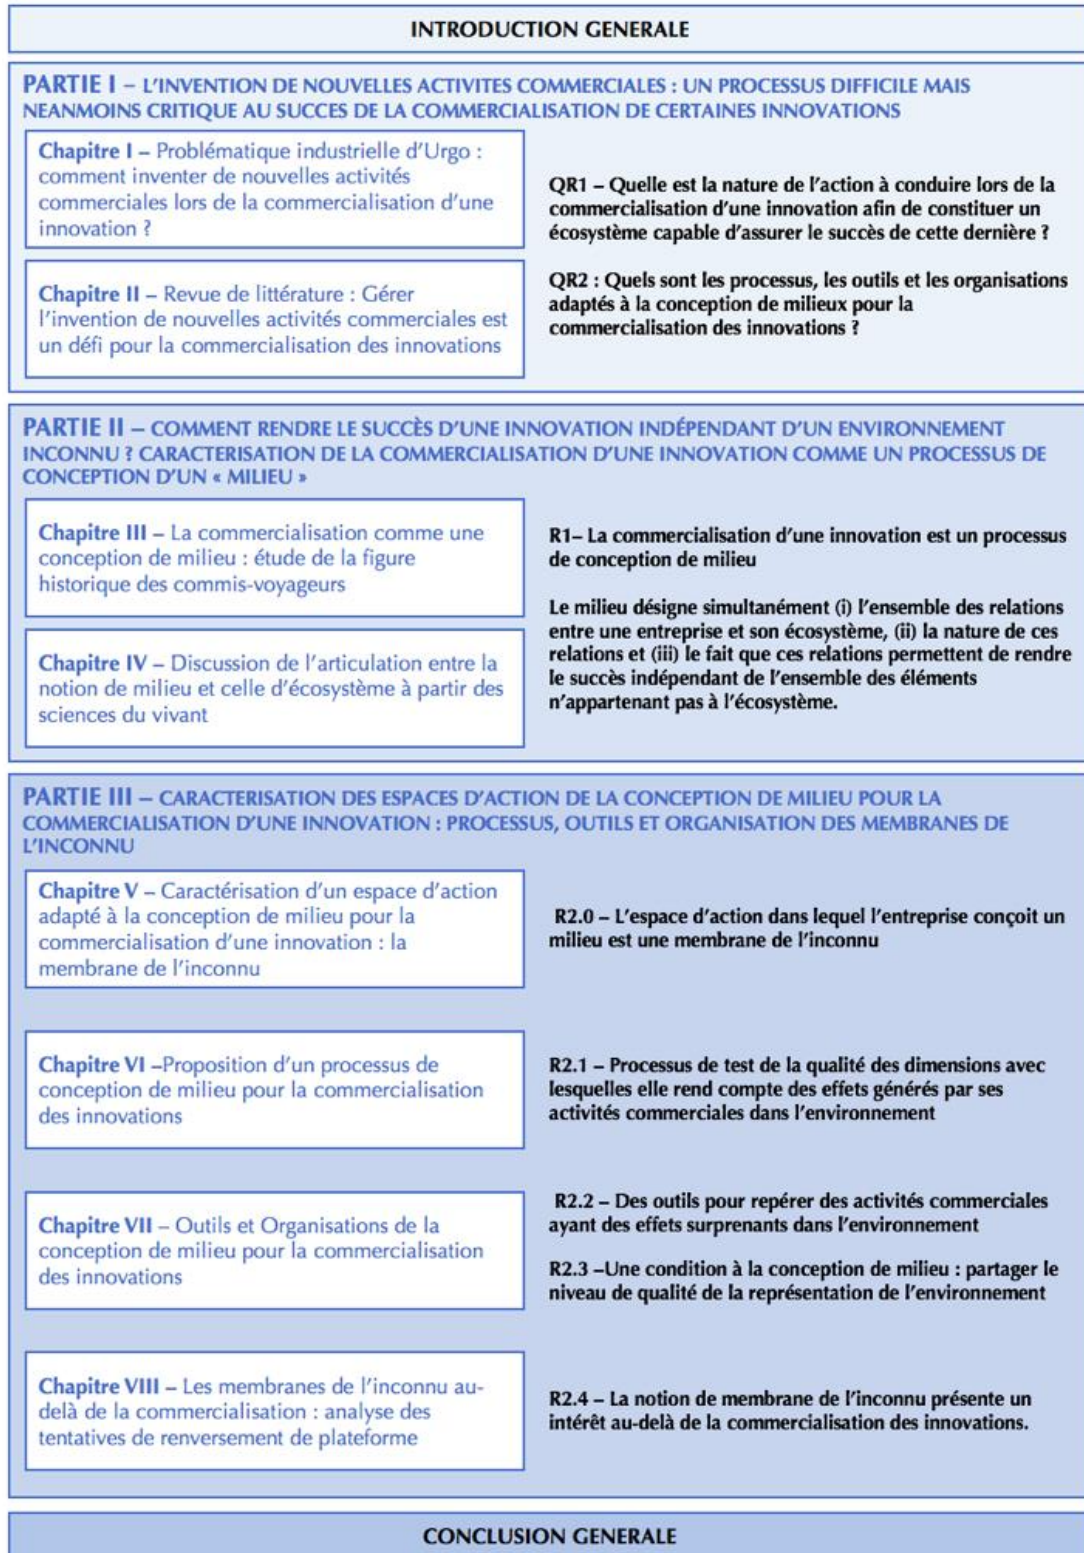 INTRODUCTION GENERALE
PARTIE I – L'INVENTION DE NOUVELLES ACTIVITES COMMERCIALES : UN PROCESSUS DIFFICILE MAIS
NEANMOINS CRITIQUE AU SUCCES DE LA COMMERCIALISATION DE CERTAINES INNOVATIONS
Chapitre I – Problématique industrielle d'Urgo :
comment inventer de nouvelles activités
commerciales lors de la commercialisation d'une
innovation ?
Chapitre II – Revue de littérature : Gérer
l'invention de nouvelles activités commerciales est
un défi pour la commercialisation des innovations
QR1 – Quelle est la nature de l'action à conduire lors de la
commercialisation d'une innovation afin de constituer un
écosystème capable d'assurer le succès de cette dernière ?
QR2 : Quels sont les processus, les outils et les organisations
adaptés à la conception de milieux pour la
commercialisation des innovations ?
PARTIE II – COMMENT RENDRE LE SUCCÈS D'UNE INNOVATION INDÉPENDANT D'UN ENVIRONNEMENT
INCONNU ? CARACTERISATION DE LA COMMERCIALISATION D'UNE INNOVATION COMME UN PROCESSUS DE
CONCEPTION D'UN « MILIEU »
Chapitre III – La commercialisation comme une
conception de milieu : étude de la figure
historique des commis-voyageurs
Chapitre IV – Discussion de l'articulation entre la
notion de milieu et celle d'écosystème à partir des
sciences du vivant
R1– La commercialisation d'une innovation est un processus
de conception de milieu
Le milieu désigne simultanément (i) l'ensemble des relations
entre une entreprise et son écosystème, (ii) la nature de ces
relations et (iii) le fait que ces relations permettent de rendre
le succès indépendant de l'ensemble des éléments
n'appartenant pas à l'écosystème.
PARTIE III – CARACTERISATION DES ESPACES D'ACTION DE LA CONCEPTION DE MILIEU POUR LA
COMMERCIALISATION D'UNE INNOVATION : PROCESSUS, OUTILS ET ORGANISATION DES MEMBRANES DE
L'INCONNU
Chapitre V – Caractérisation d'un espace d'action
adapté à la conception de milieu pour la
commercialisation d'une innovation : la
membrane de l'inconnu
R2.0 – L'espace d'action dans lequel l'entreprise conçoit un
milieu est une membrane de l'inconnu
Chapitre VI –Proposition d'un processus de
conception de milieu pour la commercialisation
des innovations
R2.1 – Processus de test de la qualité des dimensions avec
lesquelles elle rend compte des effets générés par ses
activités commerciales dans l'environnement
Chapitre VII – Outils et Organisations de la
conception de milieu pour la commercialisation
des innovations
R2.2 – Des outils pour repérer des activités commerciales
ayant des effets surprenants dans l'environnement
R2.3 –Une condition à la conception de milieu : partager le
niveau de qualité de la représentation de l'environnement
Chapitre VIII – Les membranes de l'inconnu au-
delà de la commercialisation : analyse des
tentatives de renversement de plateforme
R2.4 – La notion de membrane de l'inconnu présente un
intérêt au-delà de la commercialisation des innovations.
CONCLUSION GENERALE